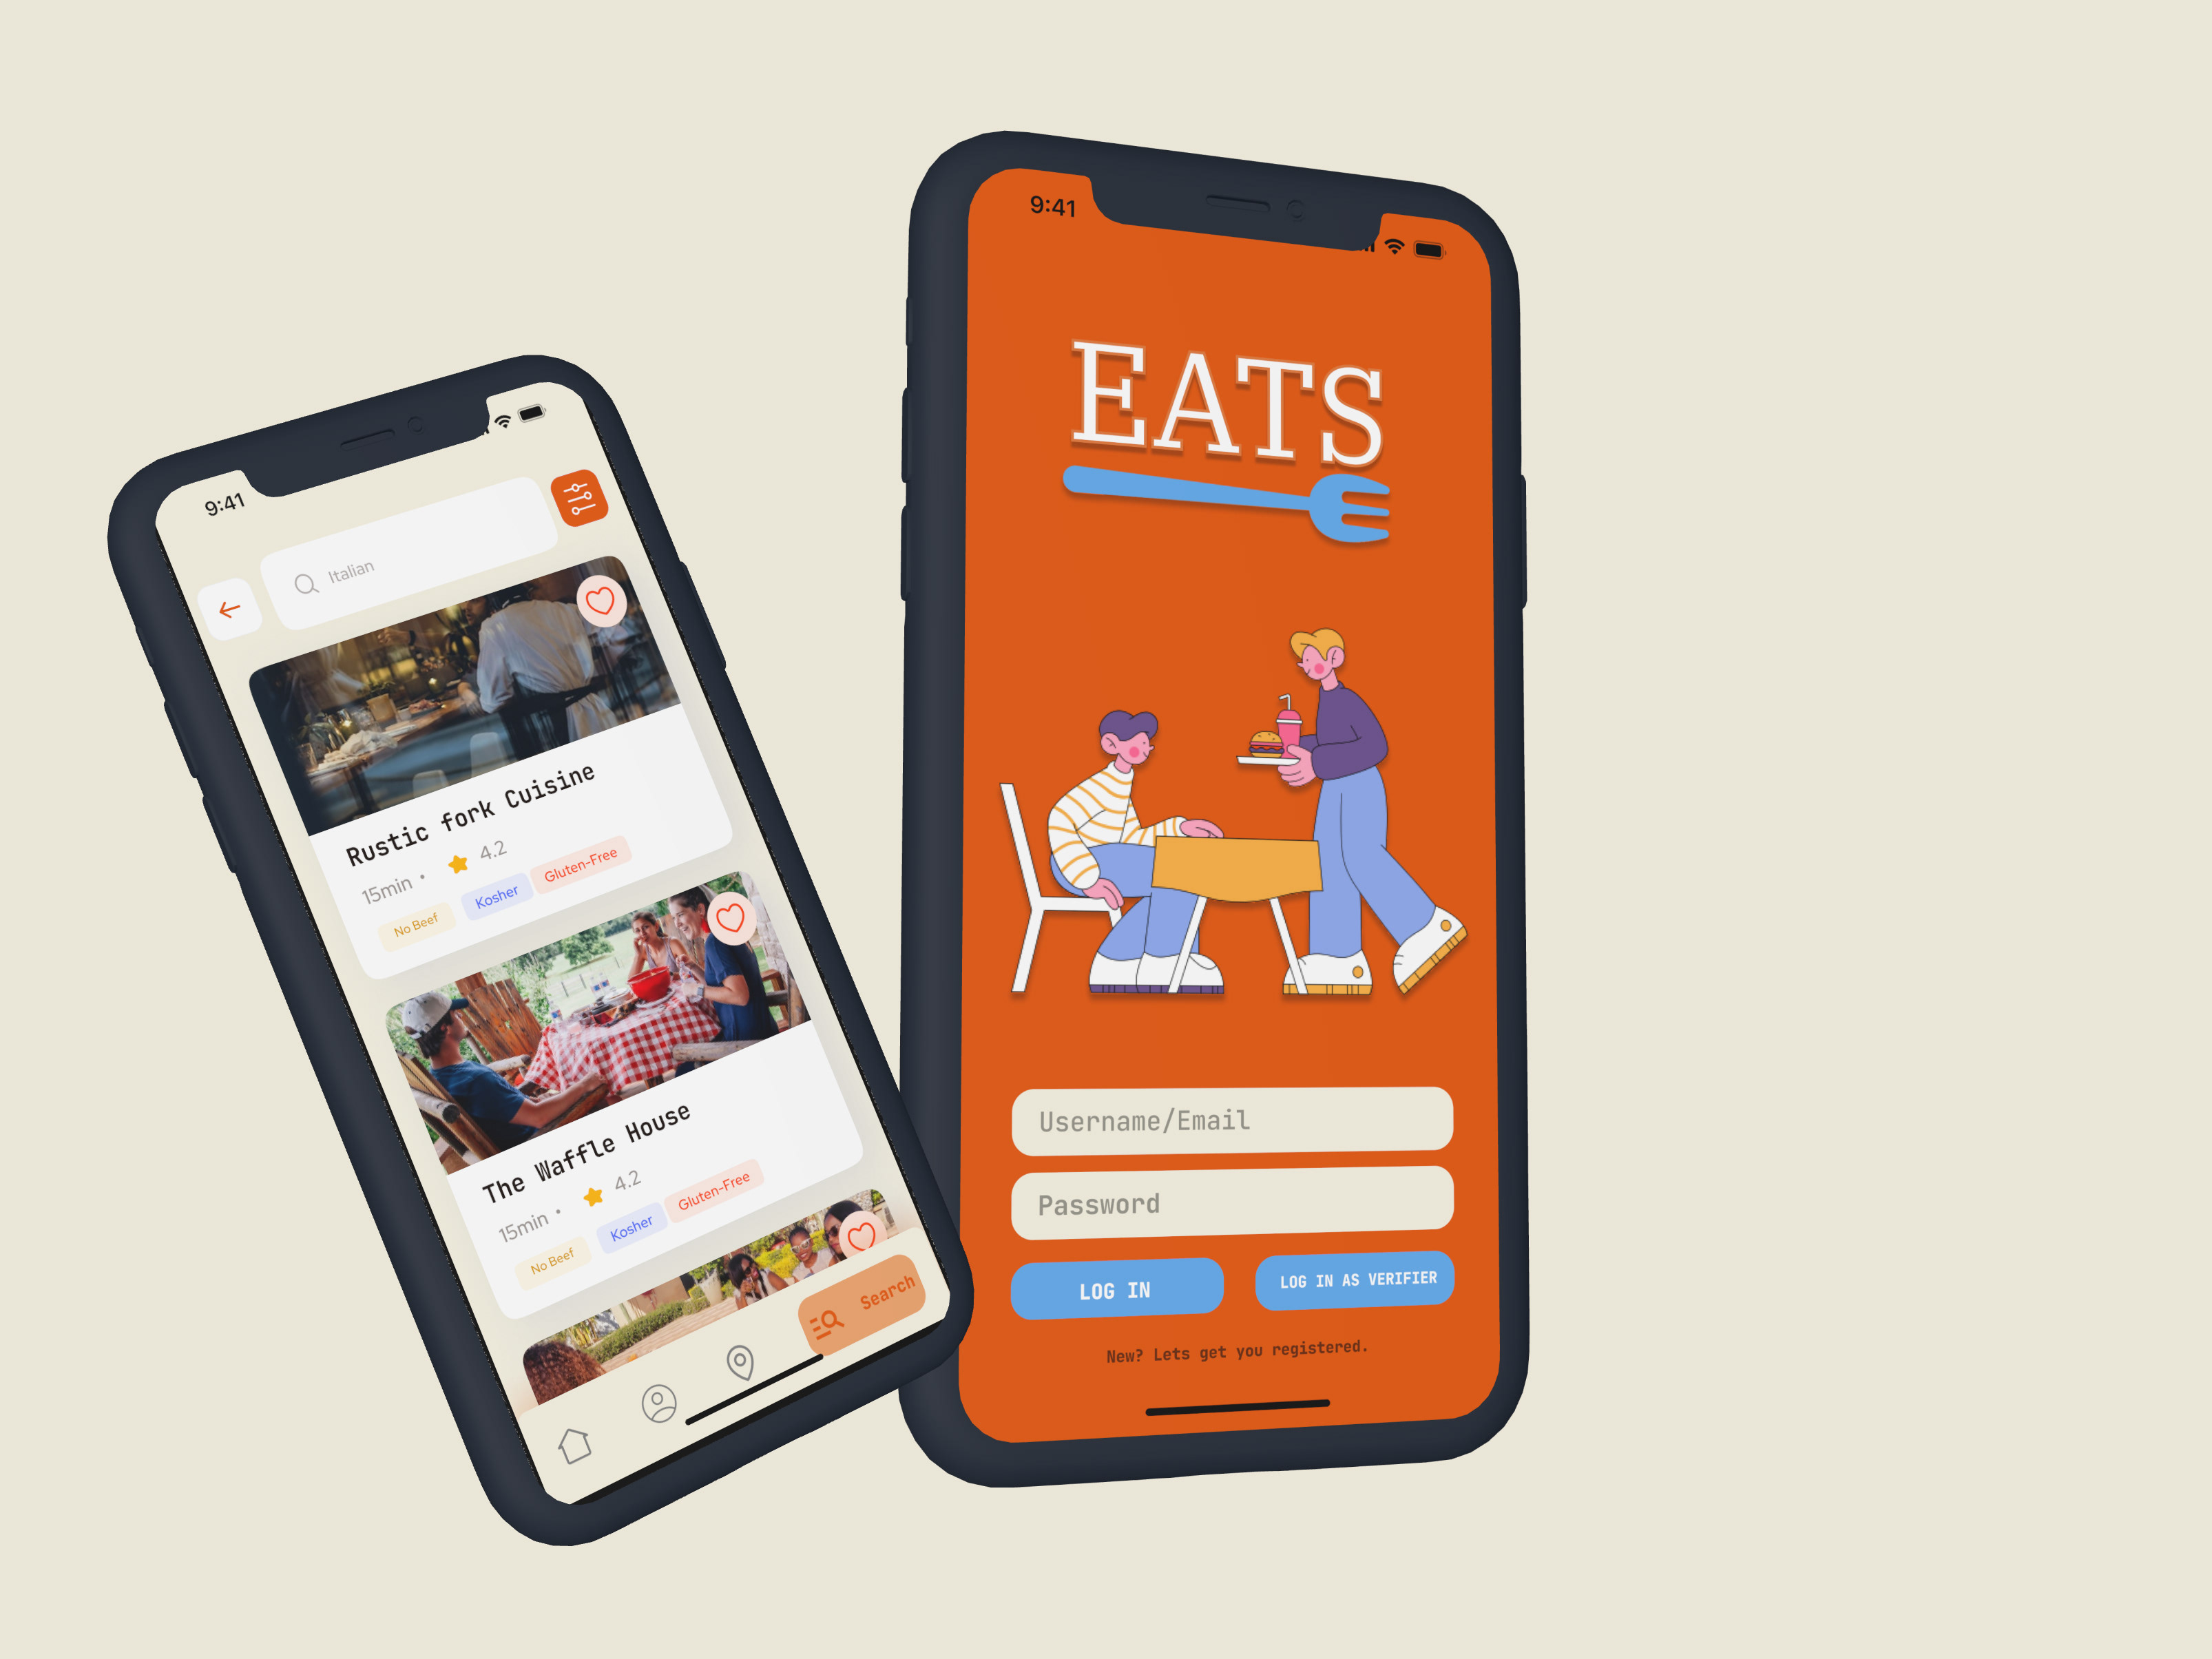 9:41
Italian
Rustic fork Cuisine
15min • 4.2
No Beef Kosher Gluten-Free
The Waffle House
15min • 4.2
No Beef Kosher Gluten-Free
Search
9:41
EATS
Username/Email
Password
LOG IN
LOG IN AS VERIFIER
New? Lets get you registered.